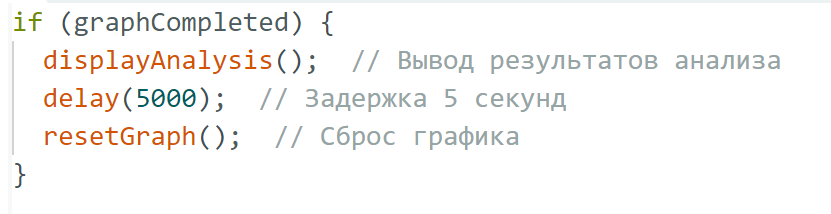 if (graphCompleted) {
  displayAnalysis();  // Вывод результатов анализа
  delay(5000);  // Задержка 5 секунд
  resetGraph();  // Сброс графика
}